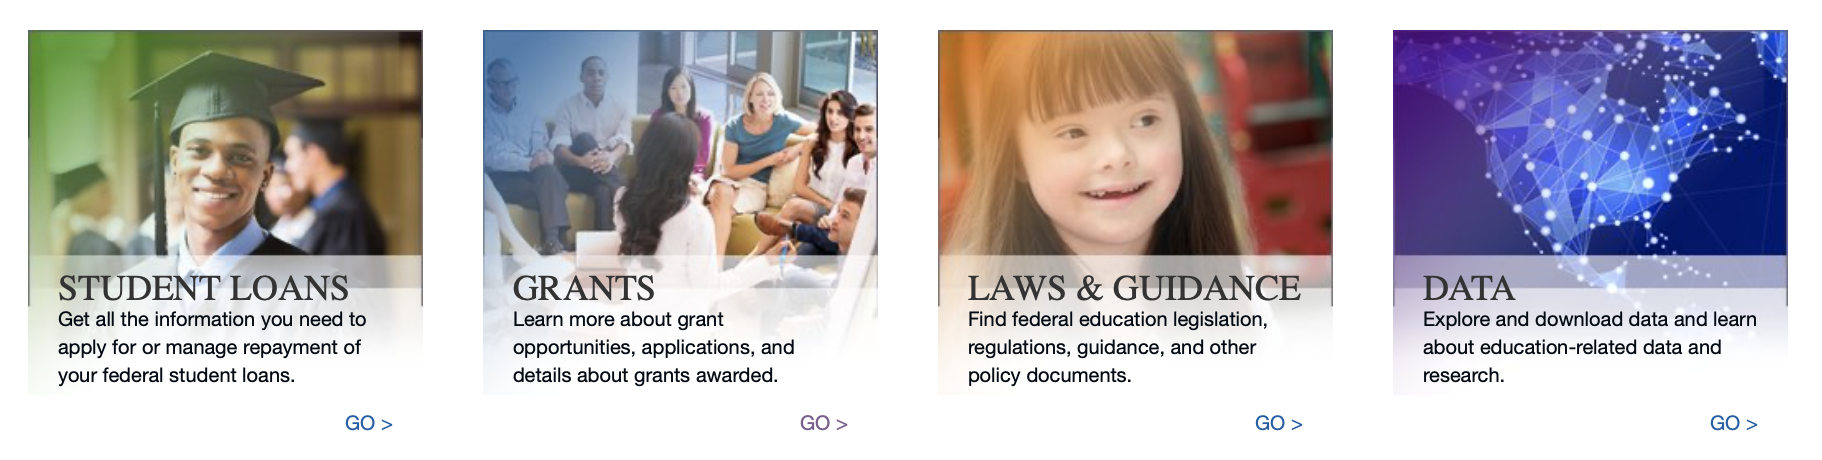 STUDENT LOANS
Get all the information you need to
apply for or manage repayment of
your federal student loans.
GO >
GRANTS
Learn more about grant
opportunities, applications, and
details about grants awarded.
GO >
LAWS & GUIDANCE
Find federal education legislation,
regulations, guidance, and other
policy documents.
GO >
DATA
Explore and download data and learn
about education-related data and
research.
GO >